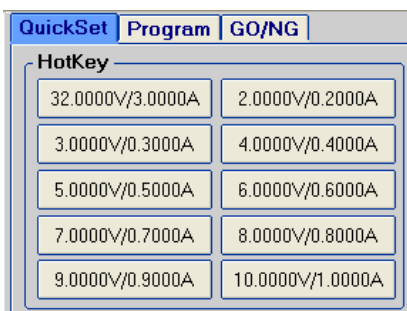 QuickSet Program GO/NG
HotKey
32.0000V/3.0000A 2.0000V/0.2000A
3.0000V/0.3000A 4.0000V/0.4000A
5.0000V/0.5000A 6.0000V/0.6000A
7.0000V/0.7000A 8.0000V/0.8000A
9.0000V/0.9000A 10.0000V/1.0000A